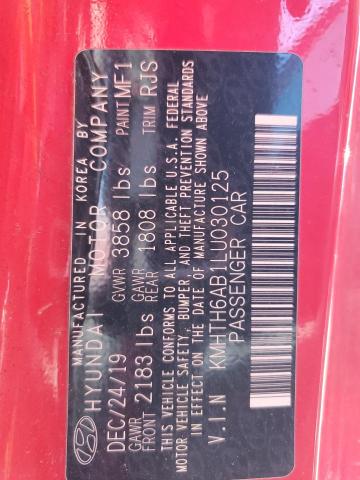 MANUFACTURED IN KOREA BY
HYUNDAI MOTOR COMPANY
DEC/24/19 GVWR 3858 lbs PAINT MF1
GAWR FRONT 2183 lbs GAWR REAR 1808 lbs TRIM RJS
THIS VEHICLE CONFORMS TO ALL APPLICABLE U.S.A. FEDERAL
MOTOR VEHICLE SAFETY, BUMPER, AND THEFT PREVENTION STANDARDS
IN EFFECT ON THE DATE OF MANUFACTURE SHOWN ABOVE
V.I.N KMHTH6AB1LU030125
PASSENGER CAR